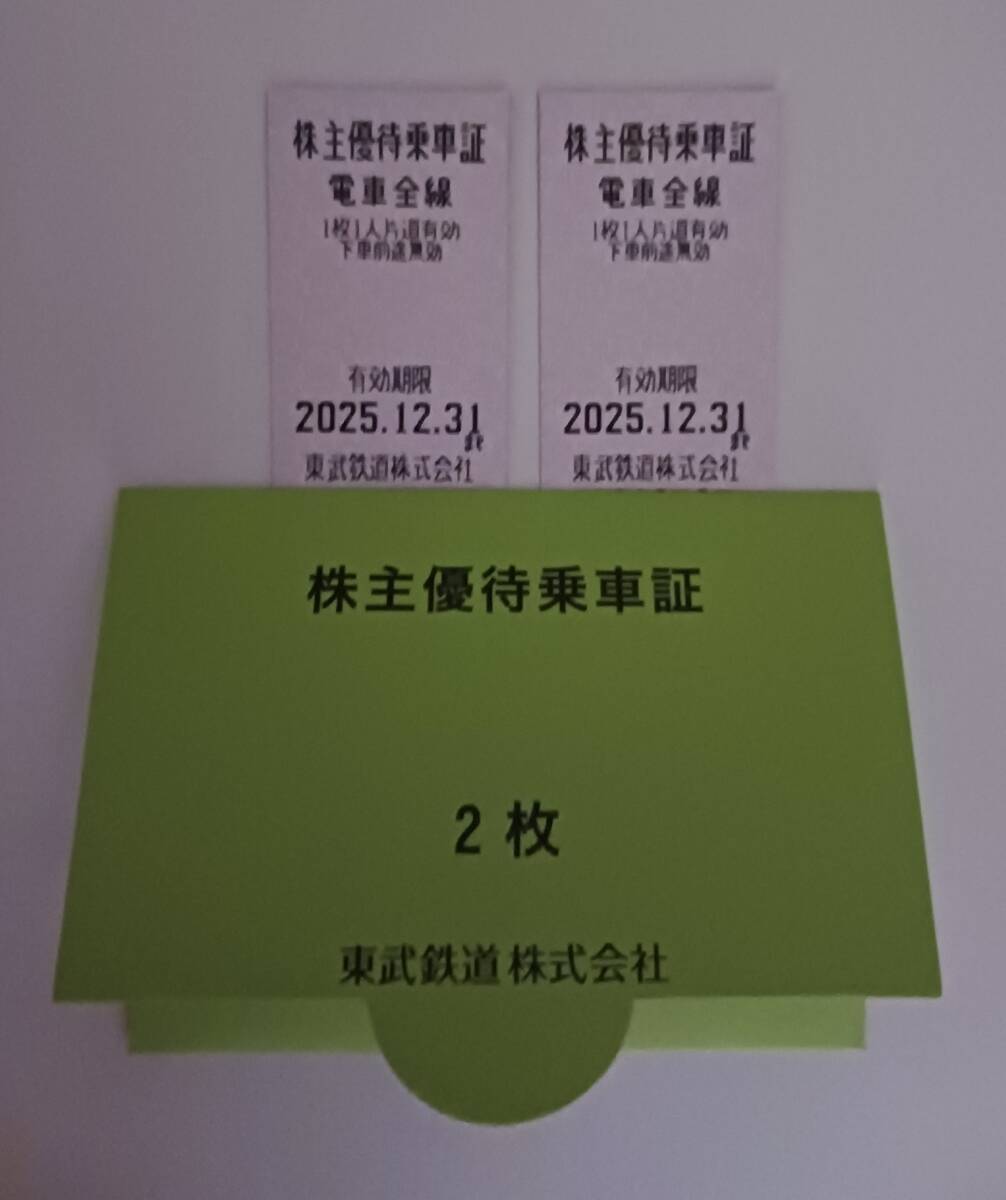 株主優待乗車証
電車全線
1枚1人片道有効
下車前途無効
有効期限
2025.12.31
まで
東武鉄道株式会社
株主優待乗車証
電車全線
1枚1人片道有効
下車前途無効
有効期限
2025.12.31
まで
東武鉄道株式会社
株主優待乗車証
2枚
東武鉄道株式会社